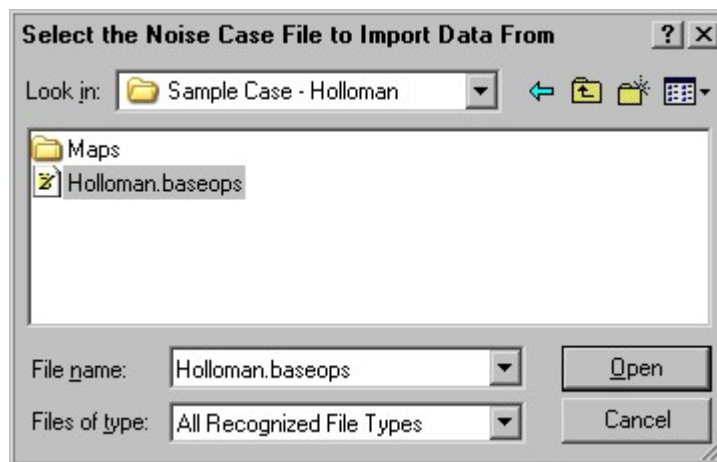 Select the Noise Case File to Import Data From
Look in: Sample Case - Holloman
Maps
Holloman.baseops
File name: Holloman.baseops Open
Files of type: All Recognized File Types Cancel